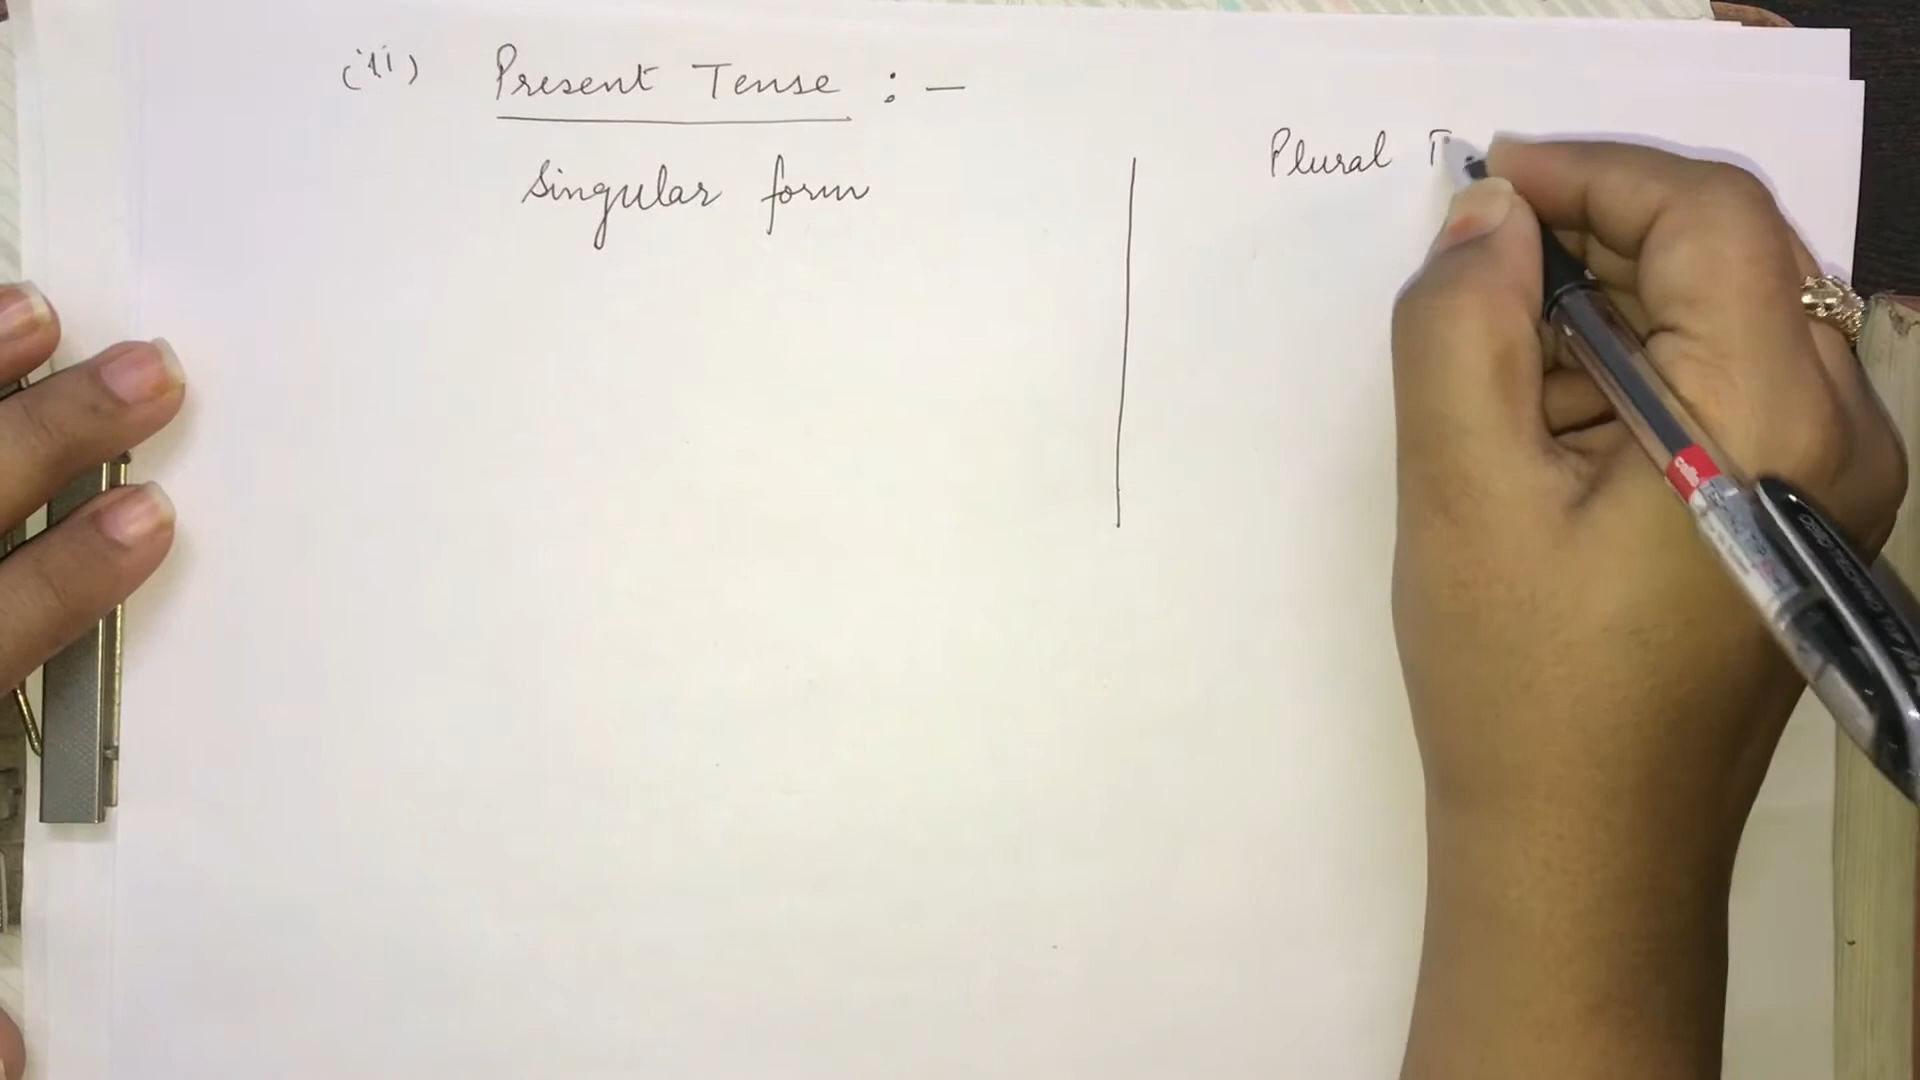 (ii) Present Tense : -
Singular form
Plural